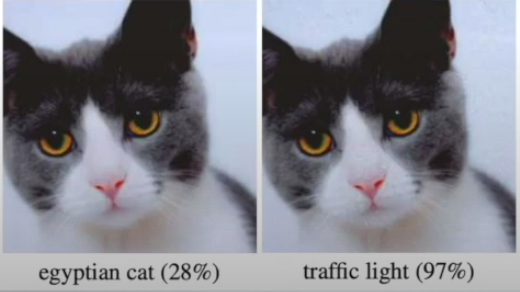 egyptian cat (28%)
traffic light (97%)